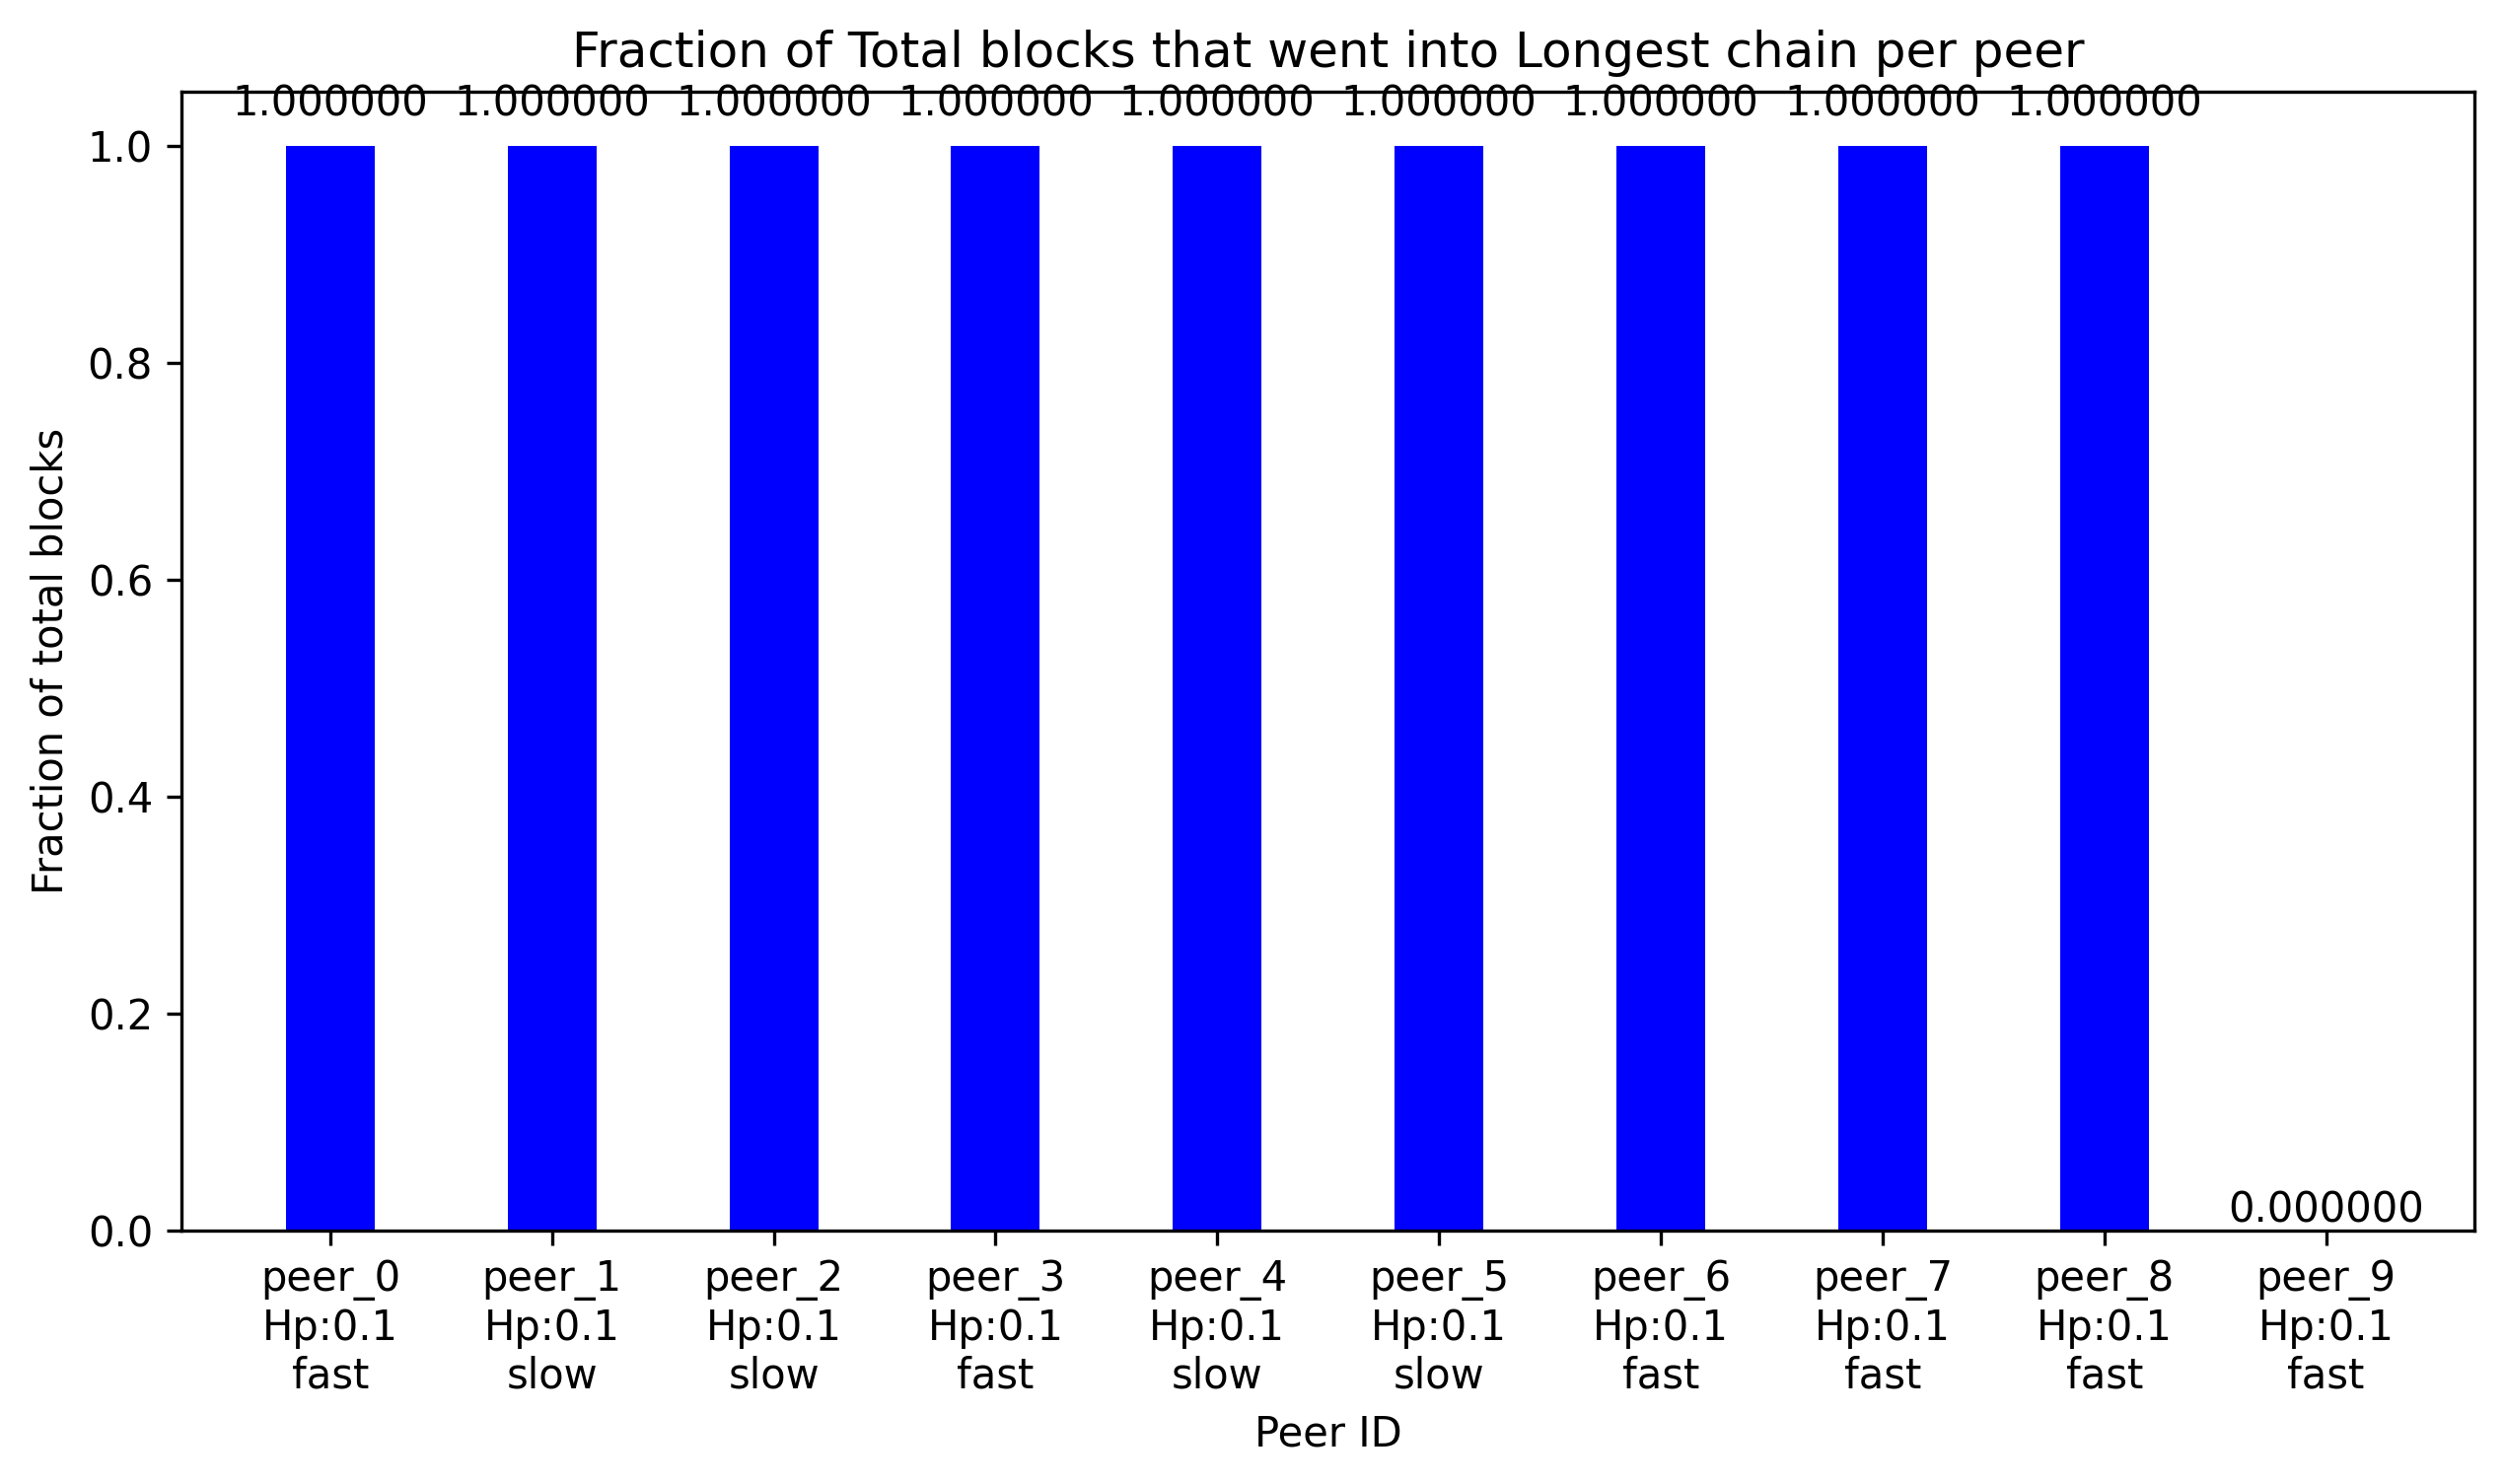 Fraction of Total blocks that went into Longest chain per peer
1.000000 1.000000 1.000000 1.000000 1.000000 1.000000 1.000000 1.000000 1.000000
1.0
0.8
0.6
0.4
0.2
0.0
Fraction of total blocks
0.000000
peer_0 peer_1 peer_2 peer_3 peer_4 peer_5 peer_6 peer_7 peer_8 peer_9
Hp:0.1 Hp:0.1 Hp:0.1 Hp:0.1 Hp:0.1 Hp:0.1 Hp:0.1 Hp:0.1 Hp:0.1 Hp:0.1
fast slow slow fast slow slow fast fast fast fast
Peer ID